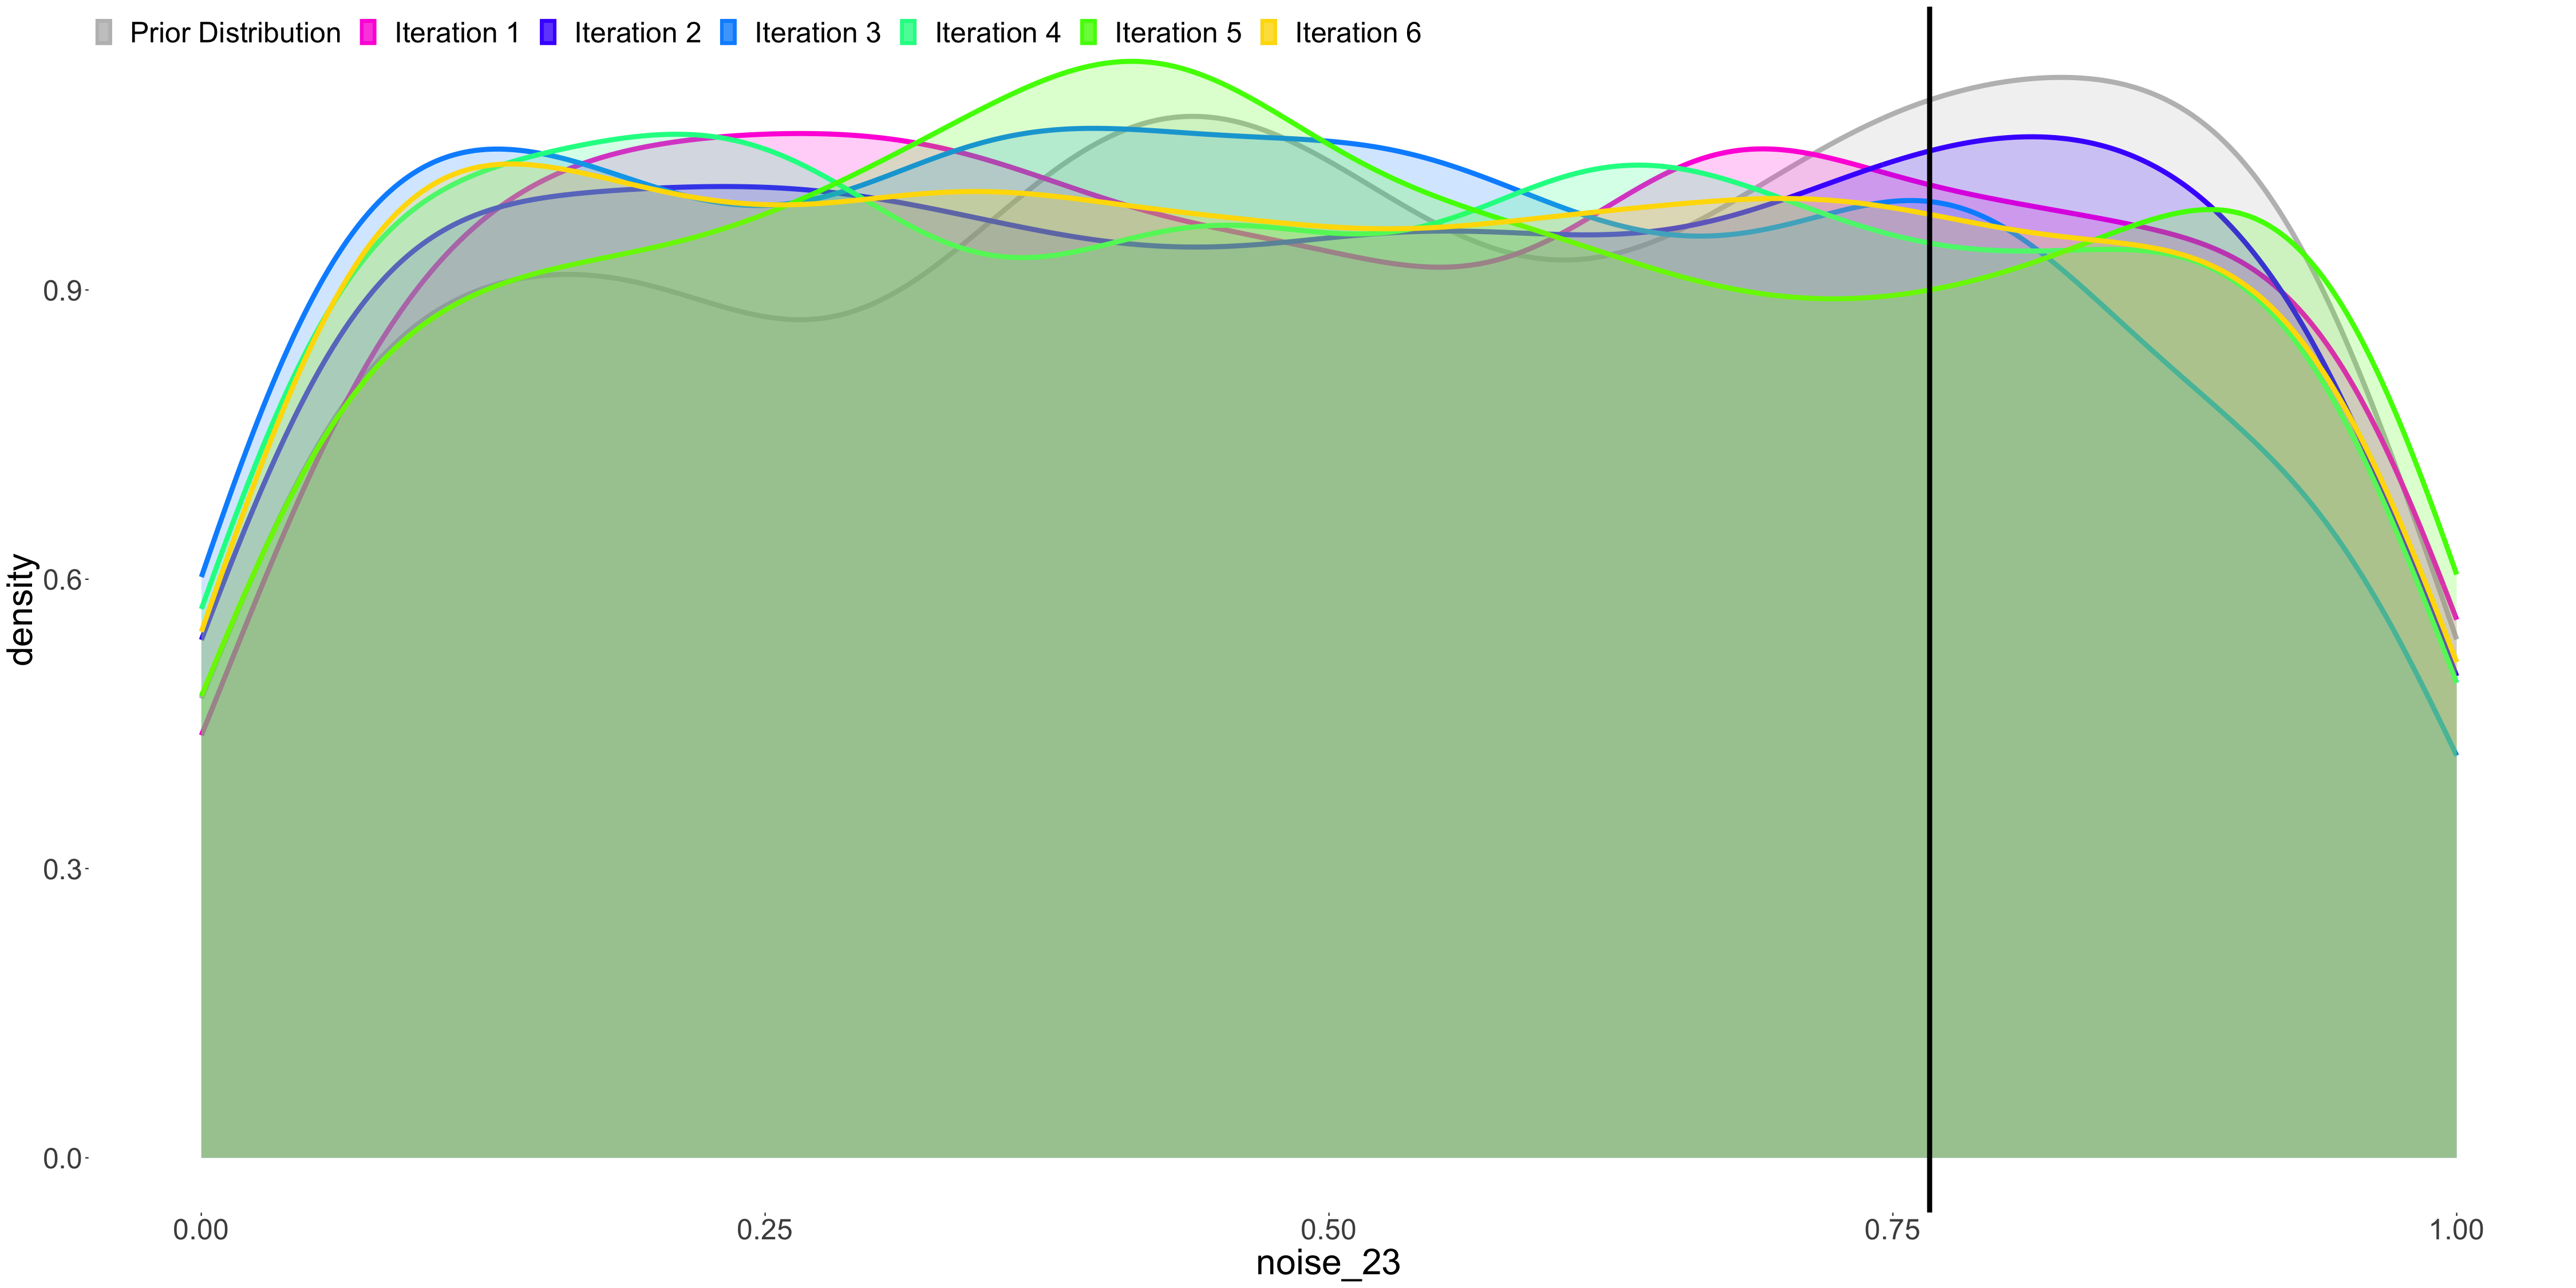 Prior Distribution Iteration 1 Iteration 2 Iteration 3 Iteration 4 Iteration 5 Iteration 6
density
0.9
0.6
0.3
0.0
0.00 0.25 0.50 0.75 1.00
noise_23